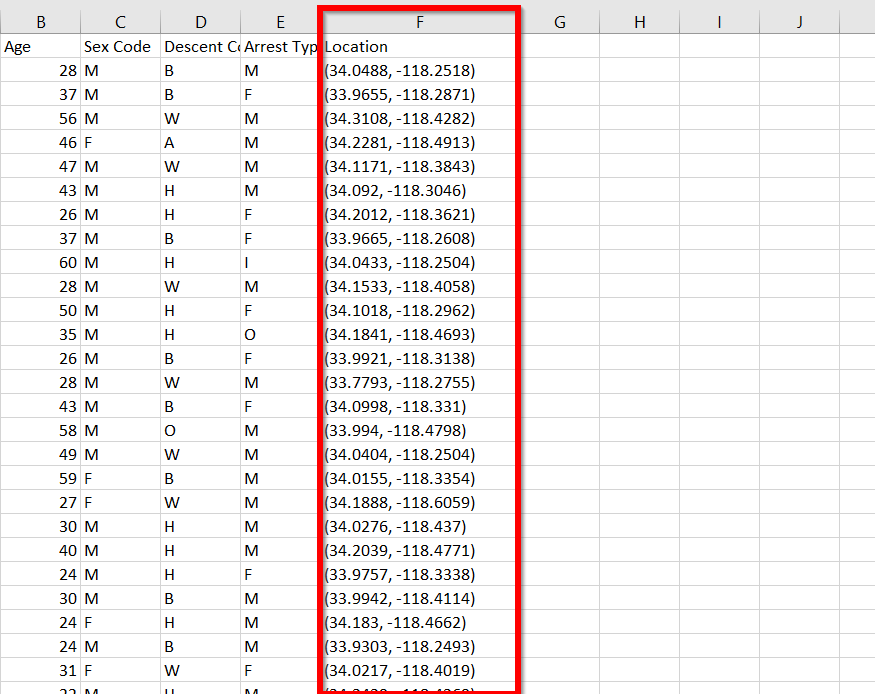 B C D E F G H I J
Age Sex Code Descent Co Arrest Typ Location
28 M B M (34.0488, -118.2518)
37 M B F (33.9655, -118.2871)
56 M W M (34.3108, -118.4282)
46 F A M (34.2281, -118.4913)
47 M W M (34.1171, -118.3843)
43 M H M (34.092, -118.3046)
26 M H F (34.2012, -118.3621)
37 M B F (33.9665, -118.2608)
60 M H I (34.0433, -118.2504)
28 M W M (34.1533, -118.4058)
50 M H F (34.1018, -118.2962)
35 M H O (34.1841, -118.4693)
26 M B F (33.9921, -118.3138)
28 M W M (33.7793, -118.2755)
43 M B F (34.0998, -118.331)
58 M O M (33.994, -118.4798)
49 M W M (34.0404, -118.2504)
59 F B M (34.0155, -118.3354)
27 F W M (34.1888, -118.6059)
30 M H M (34.0276, -118.437)
40 M H M (34.2039, -118.4771)
24 M H F (33.9757, -118.3338)
30 M B M (33.9942, -118.4114)
24 F H M (34.183, -118.4662)
24 M B M (33.9303, -118.2493)
31 F W F (34.0217, -118.4019)
M H M